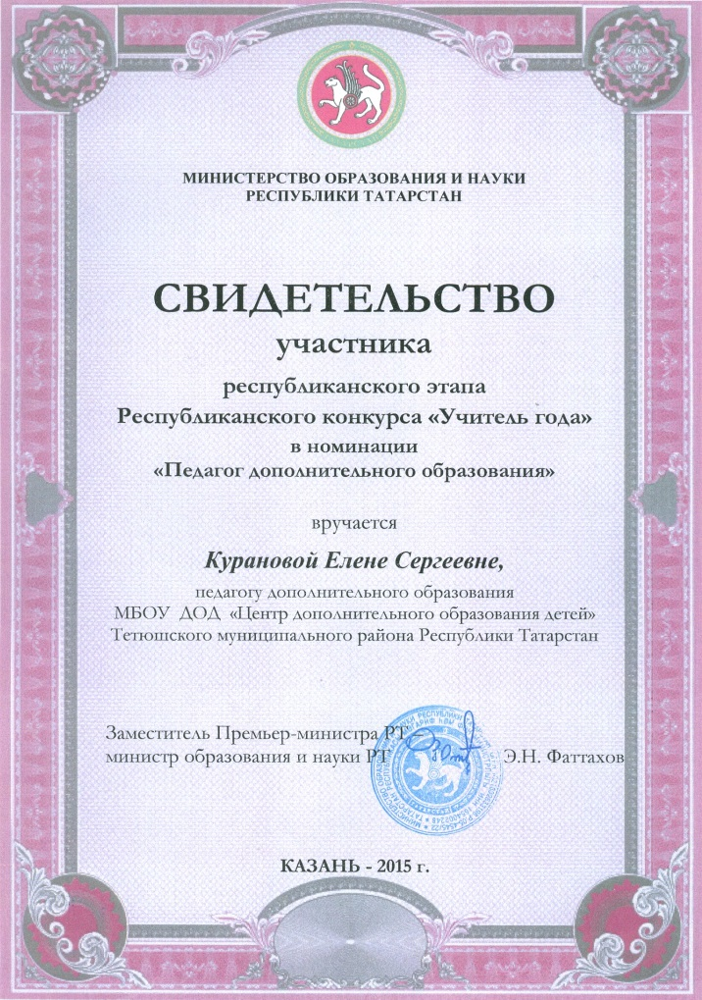 МИНИСТЕРСТВО ОБРАЗОВАНИЯ И НАУКИ
РЕСПУБЛИКИ ТАТАРСТАН
СВИДЕТЕЛЬСТВО
участника
республиканского этапа
Республиканского конкурса «Учитель года»
в номинации
«Педагог дополнительного образования»
вручается
Курановой Елене Сергеевне,
педагогу дополнительного образования
МБОУ ДОД «Центр дополнительного образования детей»
Тетюшского муниципального района Республики Татарстан
Заместитель Премьер-министра РТ –
министр образования и науки РТ Э.Н. Фаттахов
КАЗАНЬ - 2015 г.